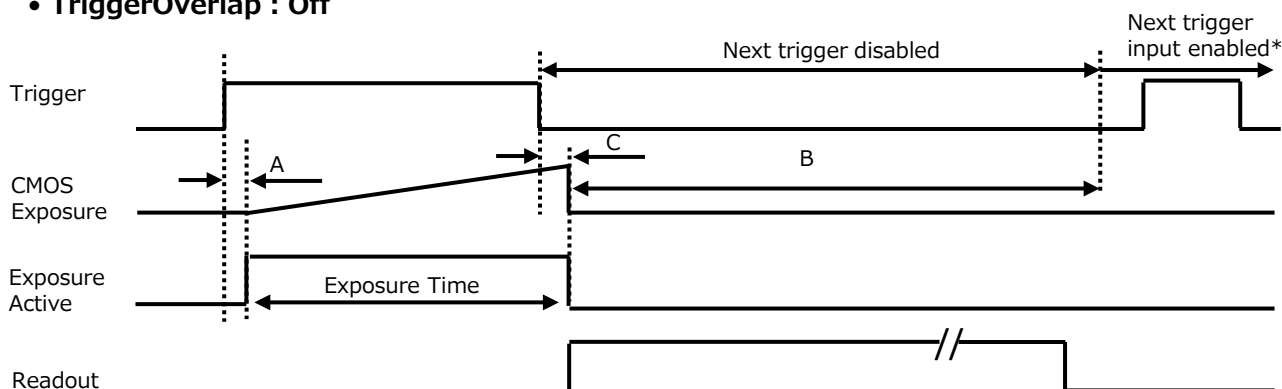 • TriggerOverlap : Off
Next trigger
input enabled*
Next trigger disabled
Trigger
C
B
A
CMOS
Exposure
Exposure
Active
Exposure Time
Readout